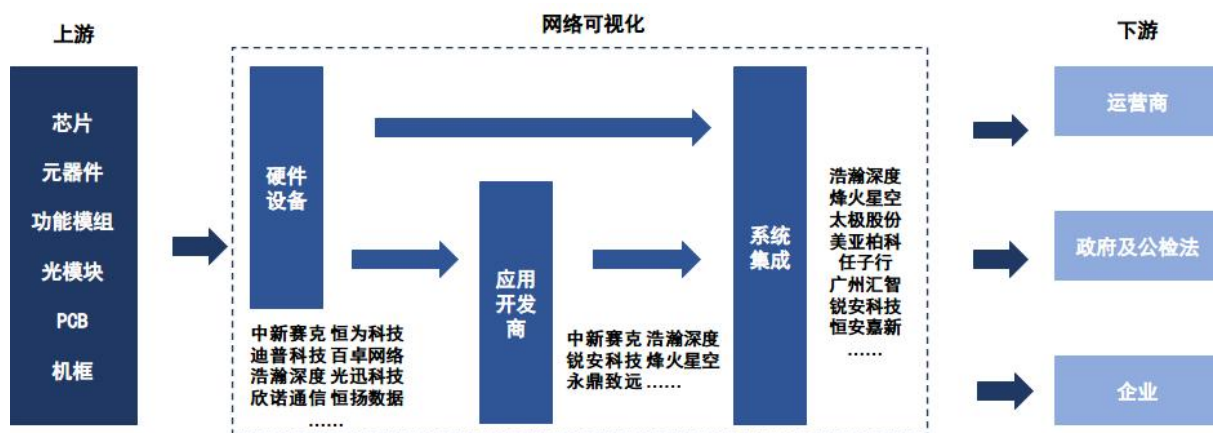 网络可视化
上游
芯片
元器件
功能模组
光模块
PCB
机框
硬件
设备
中新赛克 恒为科技
迪普科技 百卓网络
浩瀚深度 光迅科技
欣诺通信 恒扬数据
……
应用
开发
商
中新赛克 浩瀚深度
锐安科技 烽火星空
永鼎致远 ……
系统
集成
浩瀚深度
烽火星空
太极股份
美亚柏科
任子行
广州汇智
锐安科技
恒安嘉新
……
下游
运营商
政府及公检法
企业